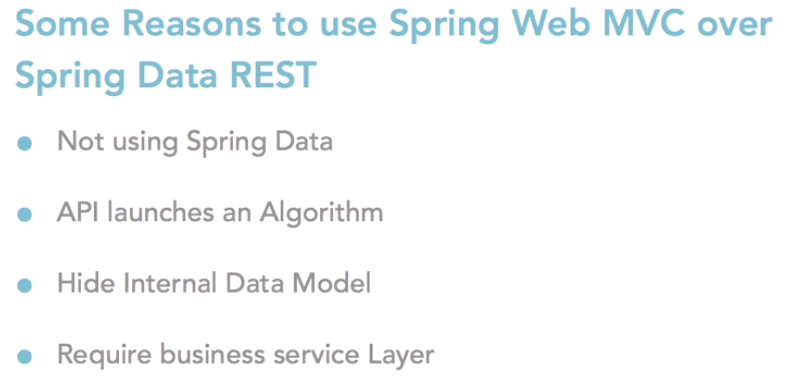 Some Reasons to use Spring Web MVC over
Spring Data REST
Not using Spring Data
API launches an Algorithm
Hide Internal Data Model
Require business service Layer